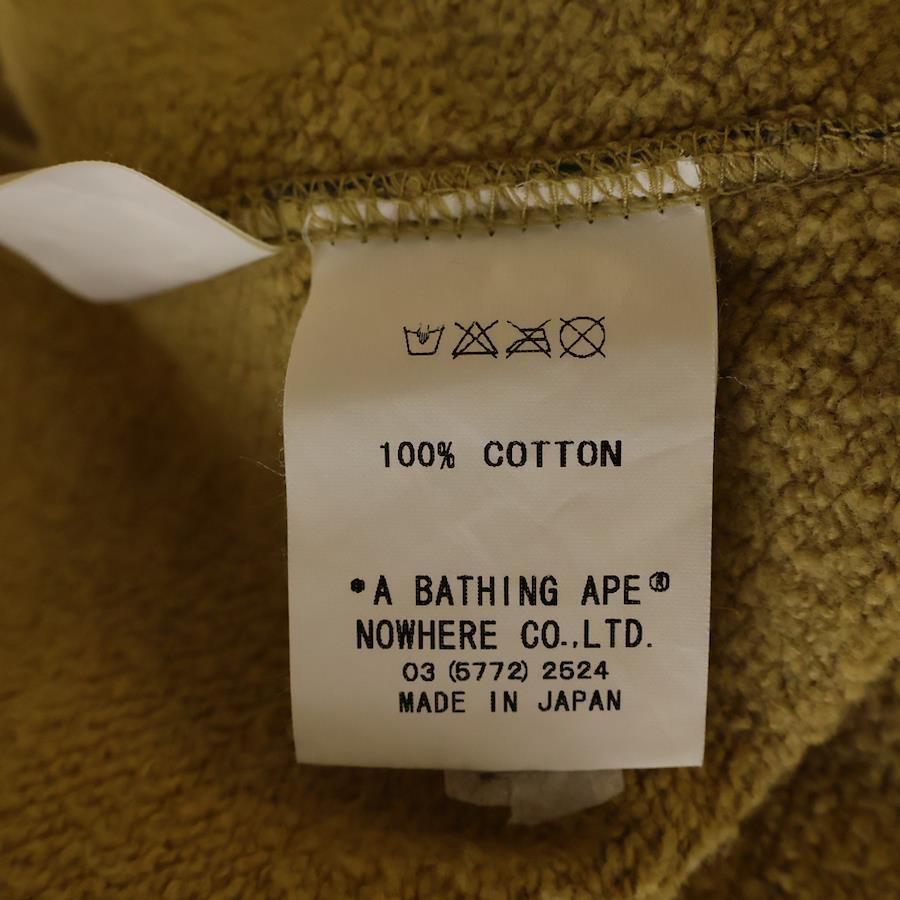 100% COTTON
*A BATHING APE®
NOWHERE CO.,LTD.
03 (5772) 2524
MADE IN JAPAN